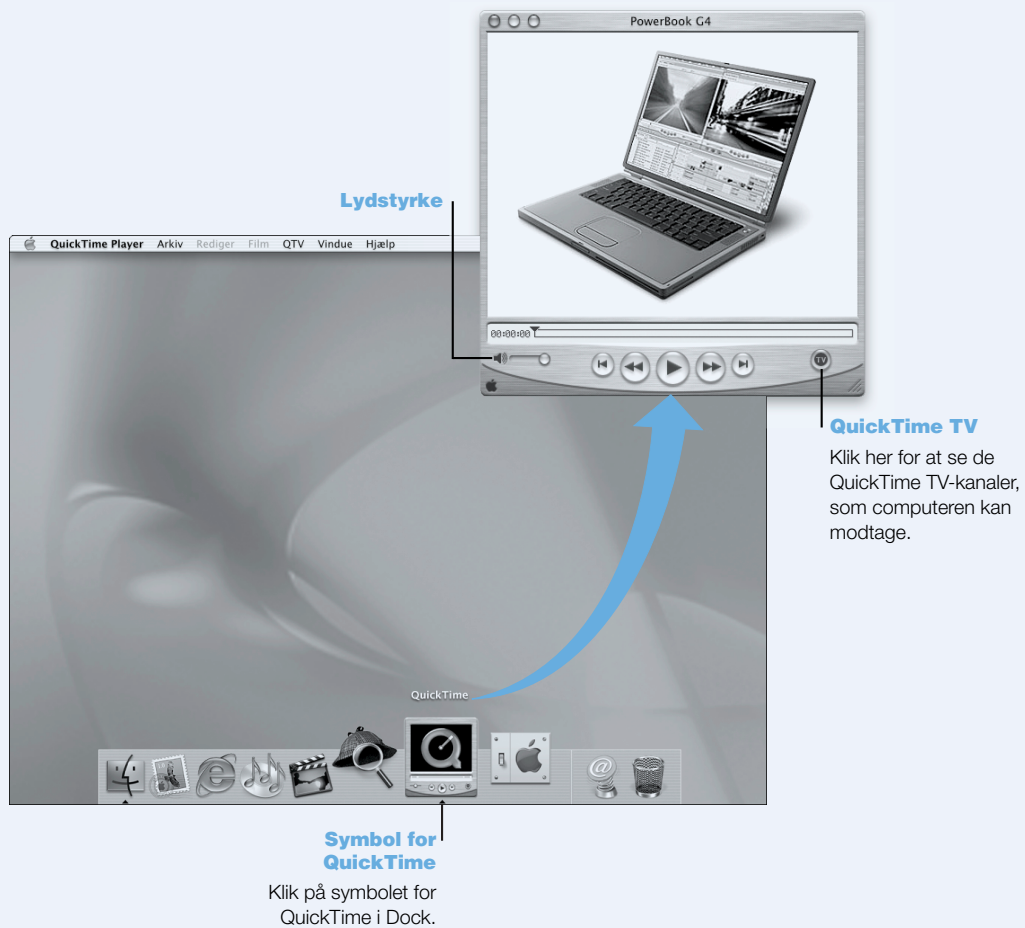 PowerBook G4
Lydstyrke
QuickTime Player Arkiv Rediger Film QTV Vindue Hjælp
00:00:00
TV
QuickTime TV
Klik her for at se de
QuickTime TV-kanaler,
som computeren kan
modtage.
QuickTime
@
Symbol for
QuickTime
Klik på symbolet for
QuickTime i Dock.